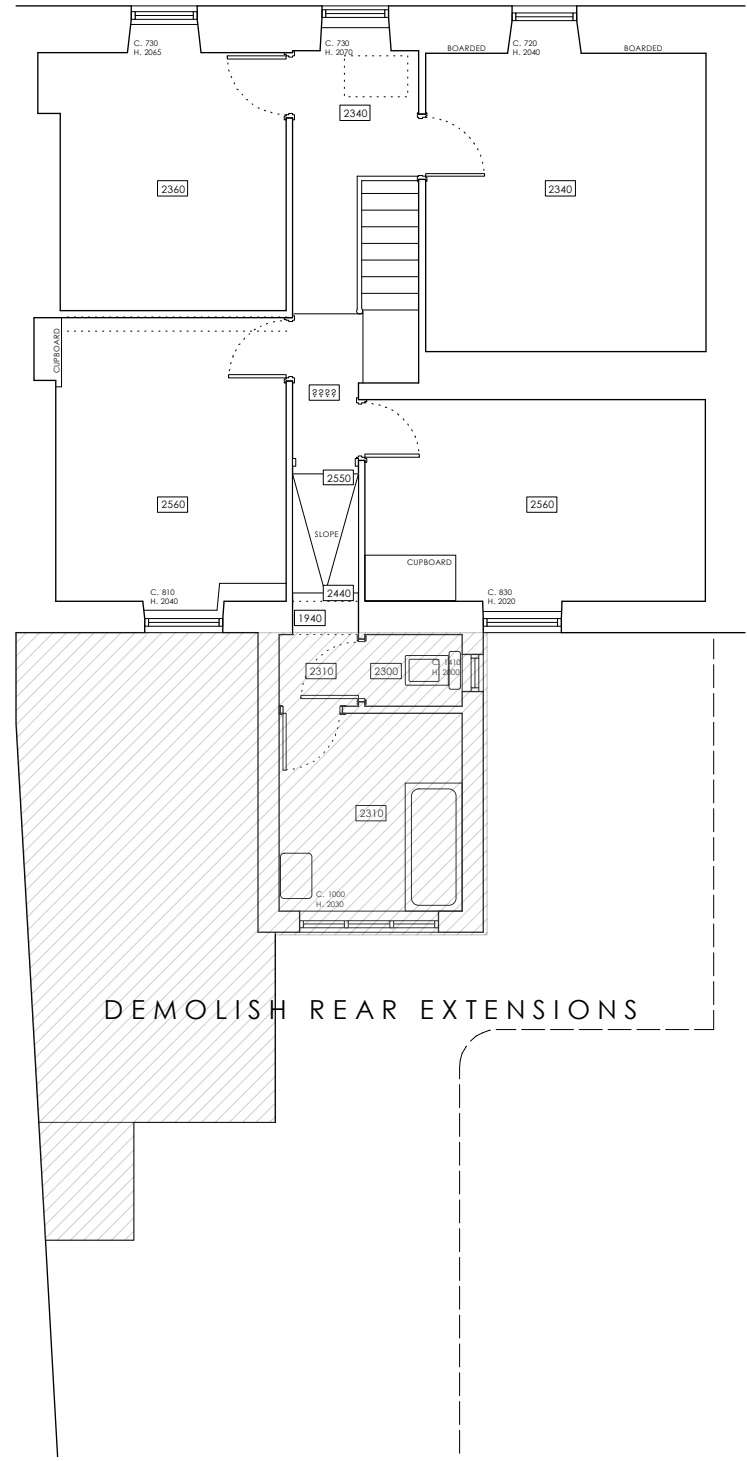 C. 730
H. 2065
C. 730
H. 2070
BOARDED
C. 720
H. 2040
BOARDED
2340
2360
2340
CUPBOARD
????
2550
2560
2560
SLOPE
CUPBOARD
2440
C. 810
H. 2040
C. 830
H. 2020
1940
2310
2300
C. 1410
H. 2000
2310
C. 1000
H. 2030
DEMOLISH REAR EXTENSIONS